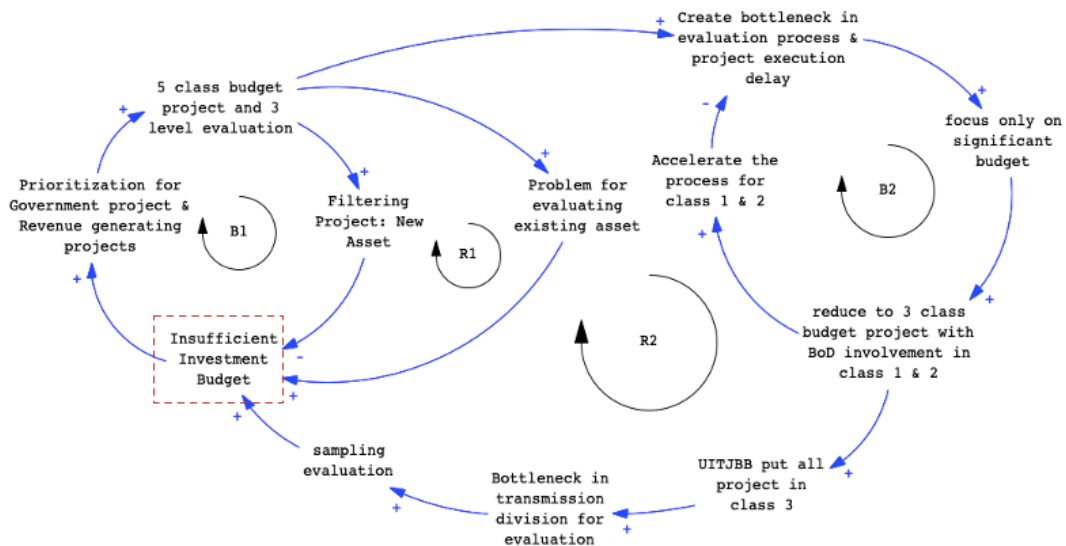 Create bottleneck in
evaluation process &
project execution
delay
+
5 class budget
project and 3
level evaluation
+
+
-
focus only on
significant
budget
+
+
Accelerate the
process for
class 1 & 2
+
Prioritization for
Government project &
Revenue generating
projects
+
B1
Filtering
Project: New
Asset
R1
Problem for
evaluating
existing asset
B2
+
reduce to 3 class
budget project with
BoD involvement in
class 1 & 2
R2
Insufficient
Investment
Budget
-
+
+
sampling
evaluation
+
Bottleneck in
transmission
division for
evaluation
+
UITJBB put all
project in
class 3
+